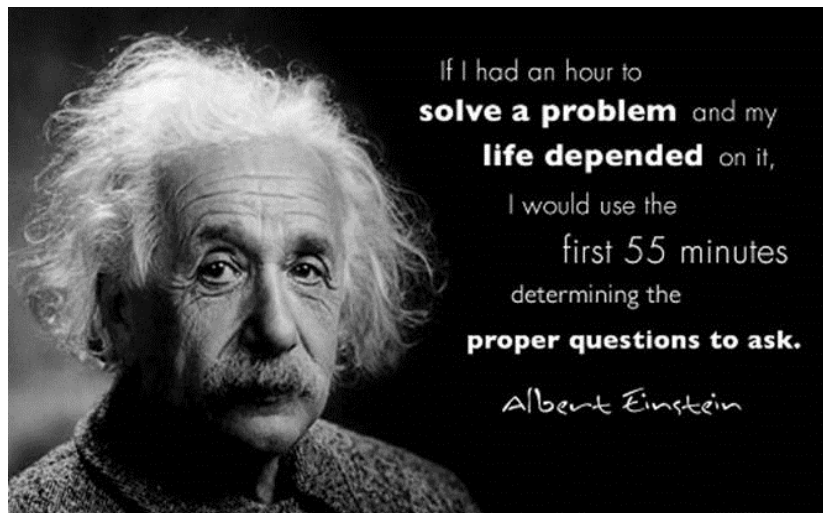 If I had an hour to
solve a problem and my
life depended on it,
I would use the
first 55 minutes
determining the
proper questions to ask.
Albert Einstein